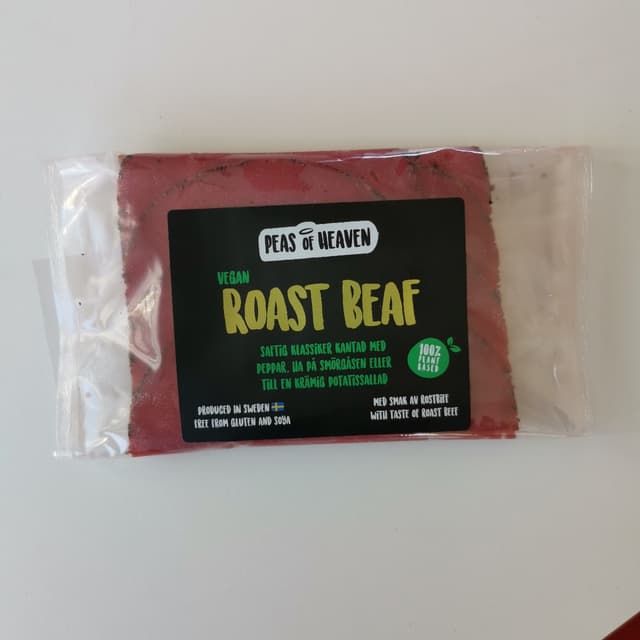 PEAS OF HEAVEN
VEGAN
ROAST BEAF
SAFTIG KLASSIKER KANTAD MED
PEPPAR. HA PÅ SMÖRGÅSEN ELLER
TILL EN KRÄMIG POTATISSALLAD
100%
PLANT
BASED
PRODUCED IN SWEDEN
FREE FROM GLUTEN AND SOYA
MED SMAK AV ROSTBIFF
WITH TASTE OF ROAST BEEF